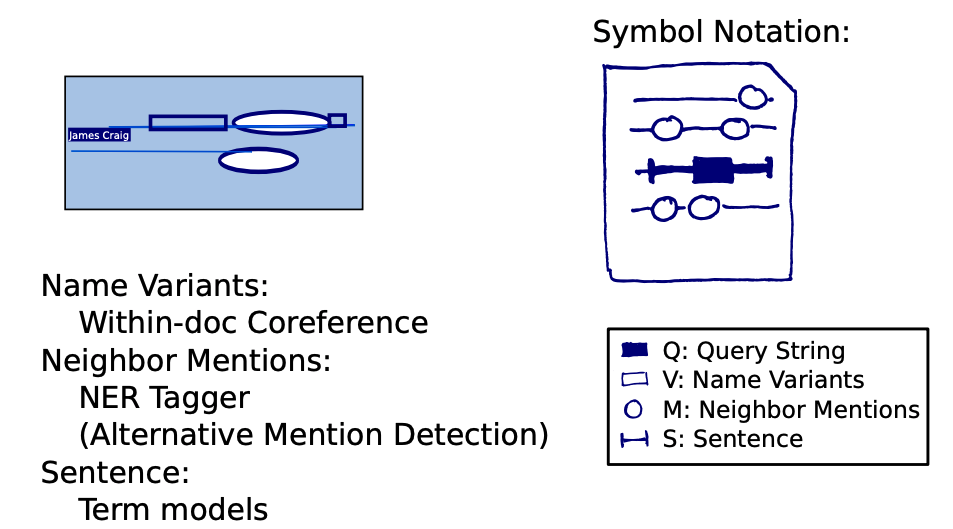 Symbol Notation:
James Craig
Name Variants:
Within-doc Coreference
Neighbor Mentions:
NER Tagger
(Alternative Mention Detection)
Sentence:
Term models
Q: Query String
V: Name Variants
M: Neighbor Mentions
S: Sentence